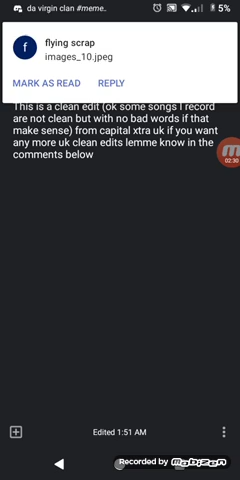 da virgin clan #meme..
5%
f
flying scrap
images_10.jpeg
MARK AS READ
REPLY
This is a clean edit (ok some songs I record
are not clean but with no bad words if that
make sense) from capital xtra uk if you want
any more uk clean edits lemme know in the
comments below
02:30
Edited 1:51 AM
Recorded by mobizen